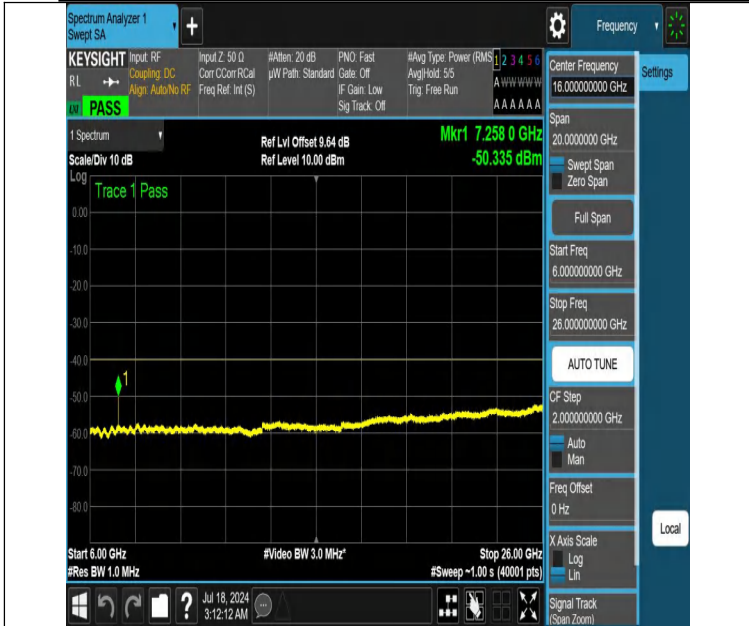 Spectrum Analyzer 1
Swept SA
Frequency
KEYSIGHT
RL
LXI
PASS
Input: RF
Coupling: DC
Align: Auto/No RF
Input Z: 50 Ω
Corr CCorr RCal
Freq Ref: Int (S)
#Atten: 20 dB
µW Path: Standard
PNO: Fast
Gate: Off
IF Gain: Low
Sig Track: Off
#Avg Type: Power (RMS
Avg|Hold: 5/5
Trig: Free Run
1 2 3 4 5 6
A W W W W W
A A A A A A
1 Spectrum
Scale/Div 10 dB
Ref Lvl Offset 9.64 dB
Ref Level 10.00 dBm
Mkr1 7.258 0 GHz
-50.335 dBm
Log
Trace 1 Pass
0.00
-10.0
-20.0
-30.0
-40.0
1
-50.0
-60.0
-70.0
-80.0
Start 6.00 GHz
#Res BW 1.0 MHz
#Video BW 3.0 MHz*
Stop 26.00 GHz
#Sweep ~1.00 s (40001 pts)
?
Jul 18, 2024
3:12:12 AM
Center Frequency
16.000000000 GHz
Settings
Span
20.0000000 GHz
Swept Span
Zero Span
Full Span
Start Freq
6.000000000 GHz
Stop Freq
26.000000000 GHz
AUTO TUNE
CF Step
2.000000000 GHz
Auto
Man
Freq Offset
0 Hz
Local
X Axis Scale
Log
Lin
Signal Track
(Span Zoom)